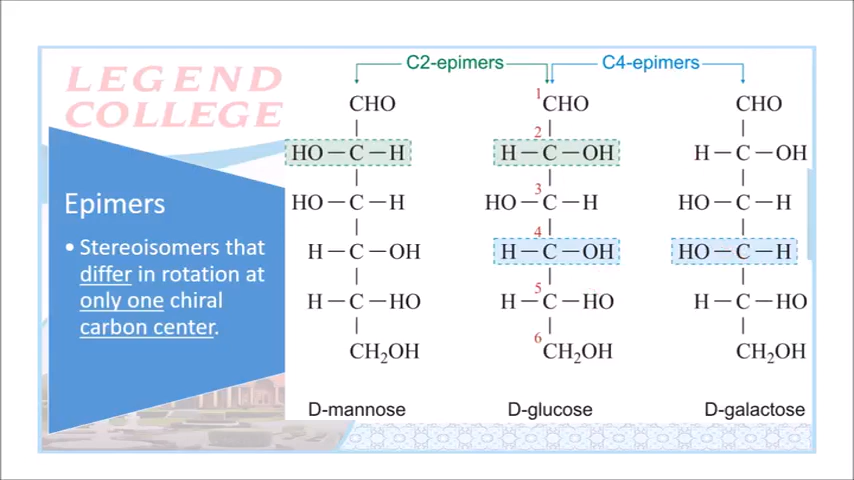 LEGEND
COLLEGE
Epimers
• Stereoisomers that
differ in rotation at
only one chiral
carbon center.
C2-epimers C4-epimers
CHO 1 CHO CHO
2
HO—C—H H—C—OH H—C—OH
3
HO—C—H HO—C—H HO—C—H
4
H—C—OH H—C—OH HO—C—H
5
H—C—HO H—C—HO H—C—HO
6
CH₂OH CH₂OH CH₂OH
D-mannose D-glucose D-galactose